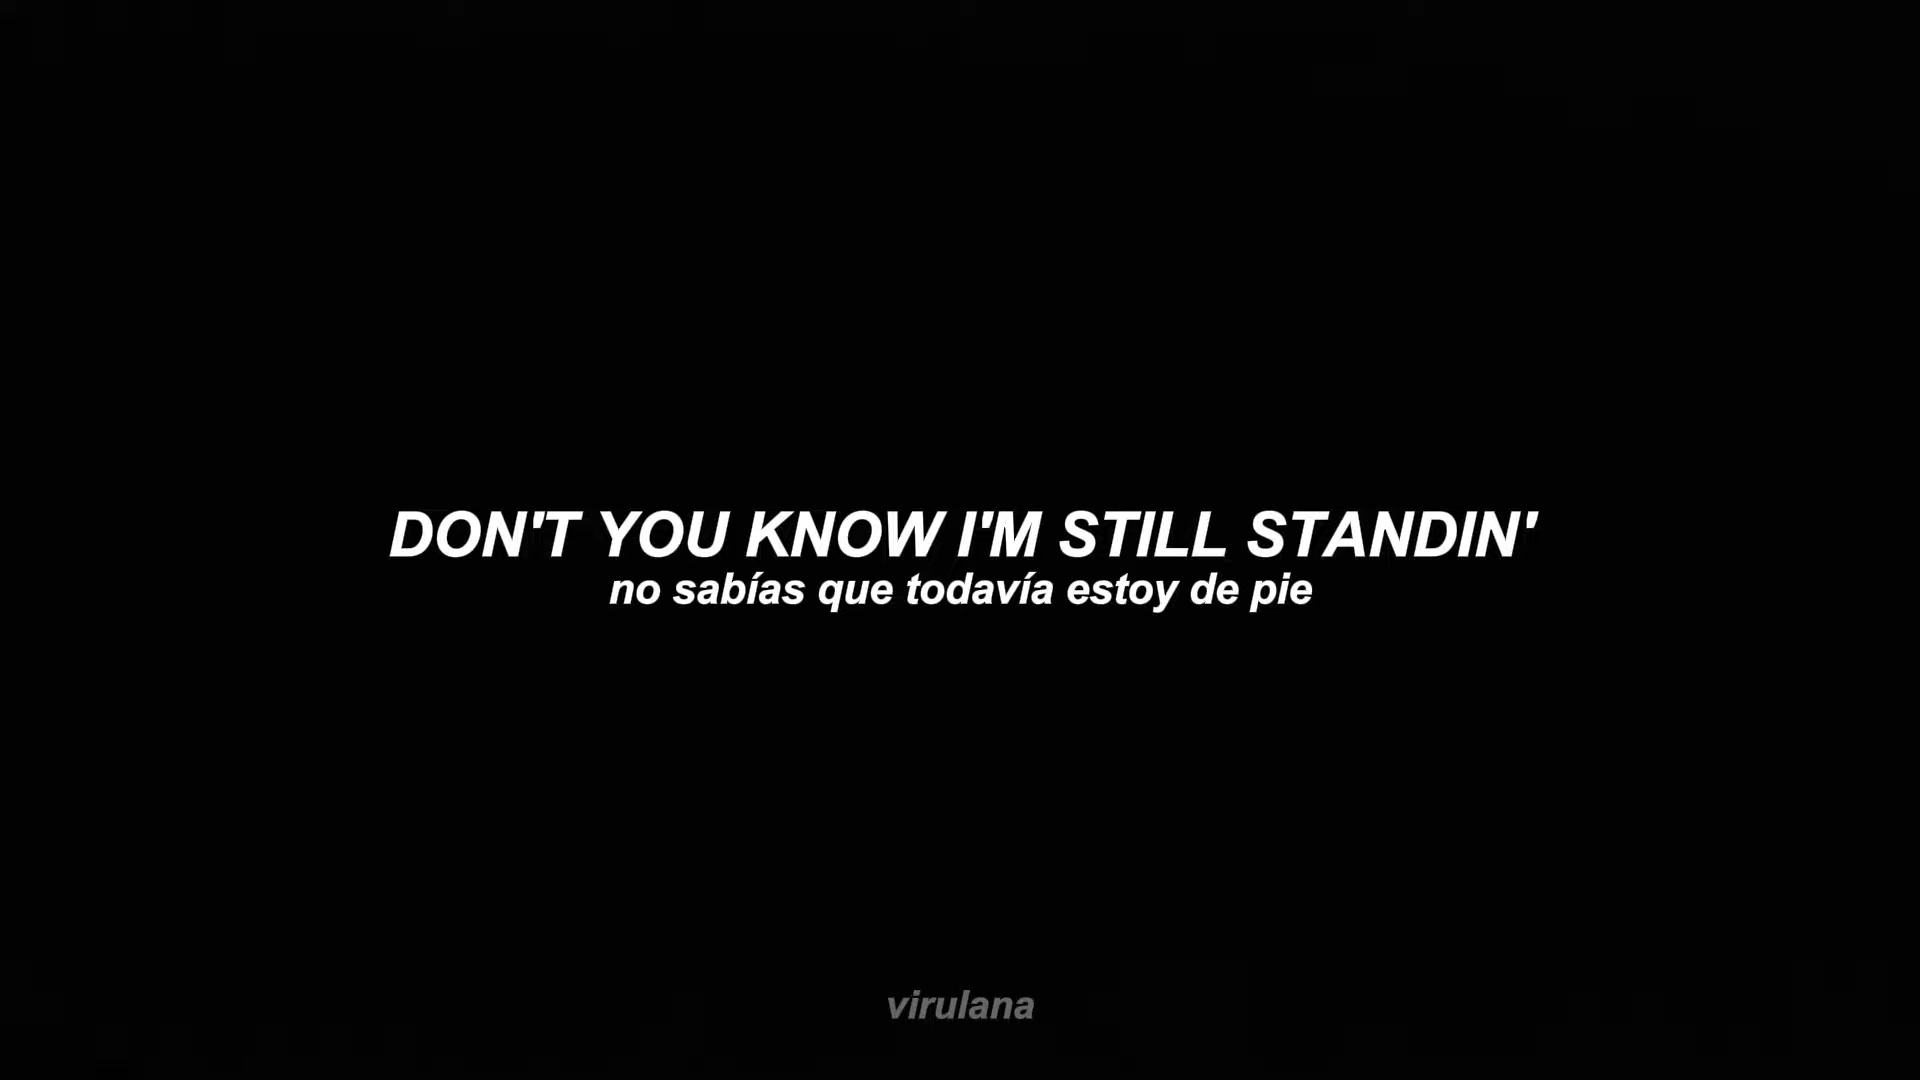 DON'T YOU KNOW I'M STILL STANDIN'
no sabías que todavía estoy de pie
virulana